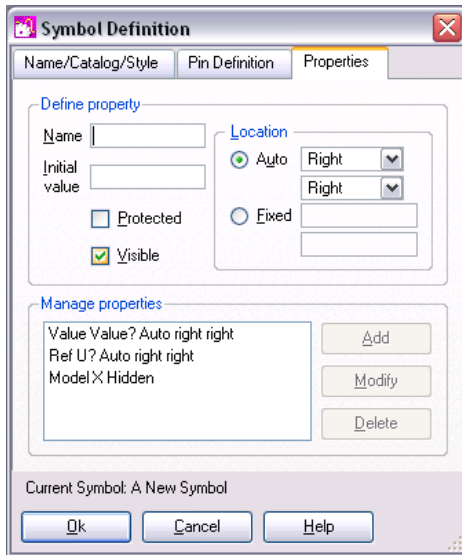 Symbol Definition
Name/Catalog/Style Pin Definition Properties
Define property
Name
Initial value
Protected
Visible
Location
Auto Right
Right
Fixed
Manage properties
Value Value? Auto right right
Ref U? Auto right right
Model X Hidden
Add
Modify
Delete
Current Symbol: A New Symbol
Ok Cancel Help